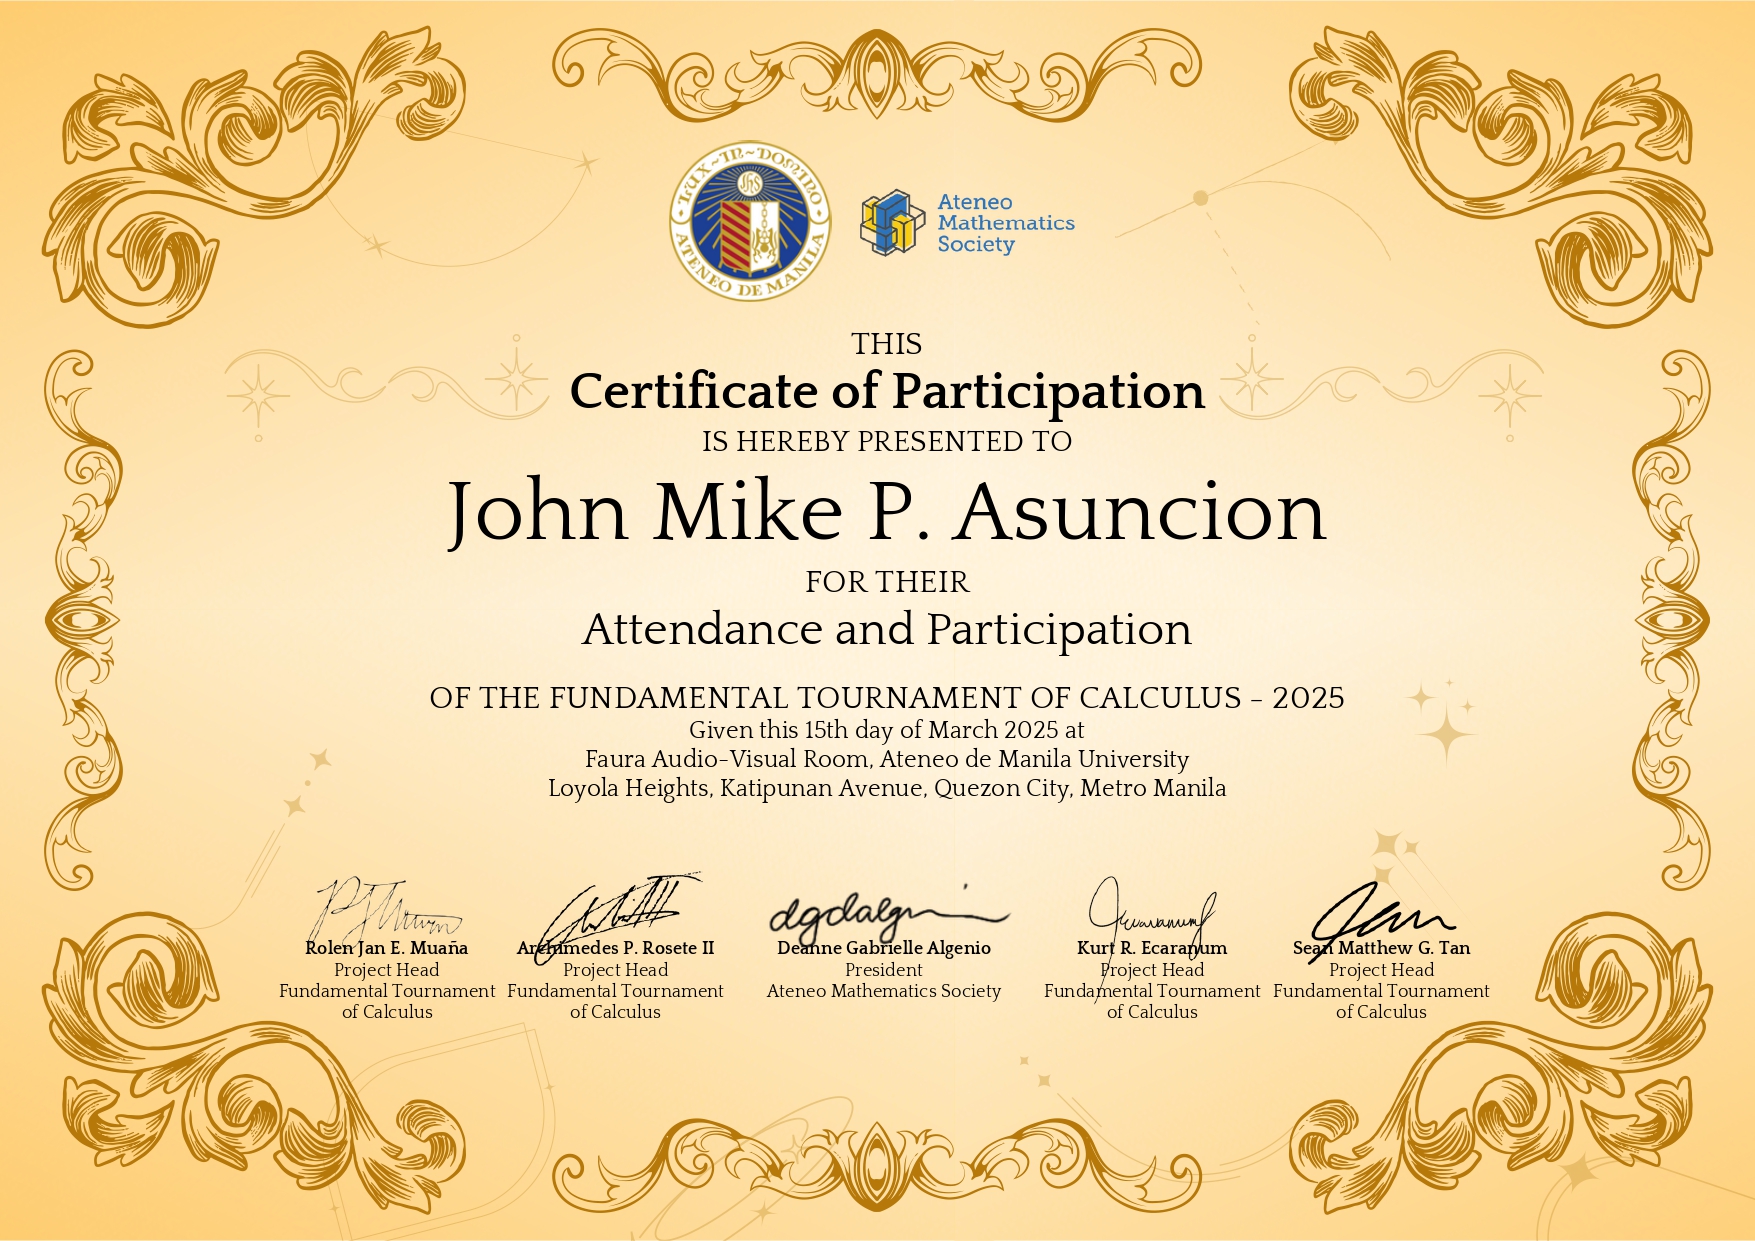 LUX~IN~DOMINO
ATENEO DE MANILA
JHS
Ateneo
Mathematics
Society
THIS
Certificate of Participation
IS HEREBY PRESENTED TO
John Mike P. Asuncion
FOR THEIR
Attendance and Participation
OF THE FUNDAMENTAL TOURNAMENT OF CALCULUS - 2025
Given this 15th day of March 2025 at
Faura Audio-Visual Room, Ateneo de Manila University
Loyola Heights, Katipunan Avenue, Quezon City, Metro Manila
dgdalgn
Rolen Jan E. Muaña
Project Head
Fundamental Tournament
of Calculus
Archimedes P. Rosete II
Project Head
Fundamental Tournament
of Calculus
Deanne Gabrielle Algenio
President
Ateneo Mathematics Society
Kurt R. Ecaranum
Project Head
Fundamental Tournament
of Calculus
Sean Matthew G. Tan
Project Head
Fundamental Tournament
of Calculus